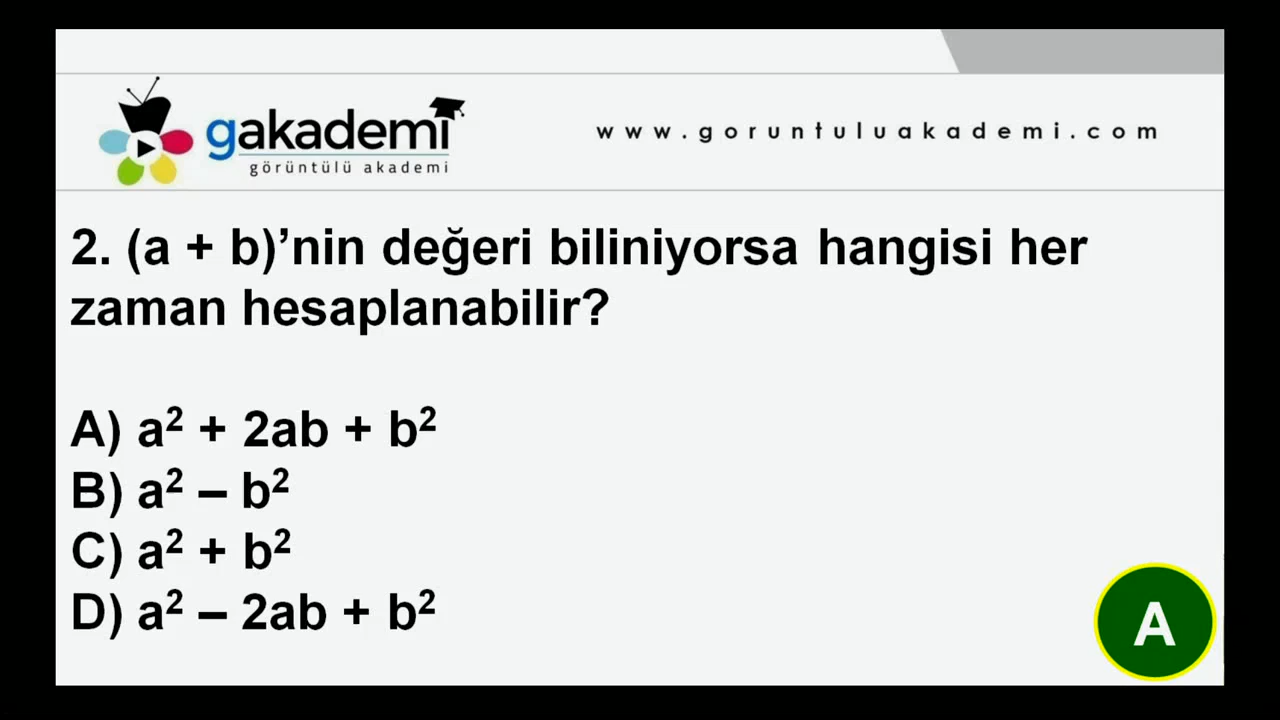 gakademi
görüntülü akademi
www.goruntuluakademi.com
2. (a + b)’nin değeri biliniyorsa hangisi her
zaman hesaplanabilir?
A) a² + 2ab + b²
B) a² – b²
C) a² + b²
D) a² – 2ab + b²
A